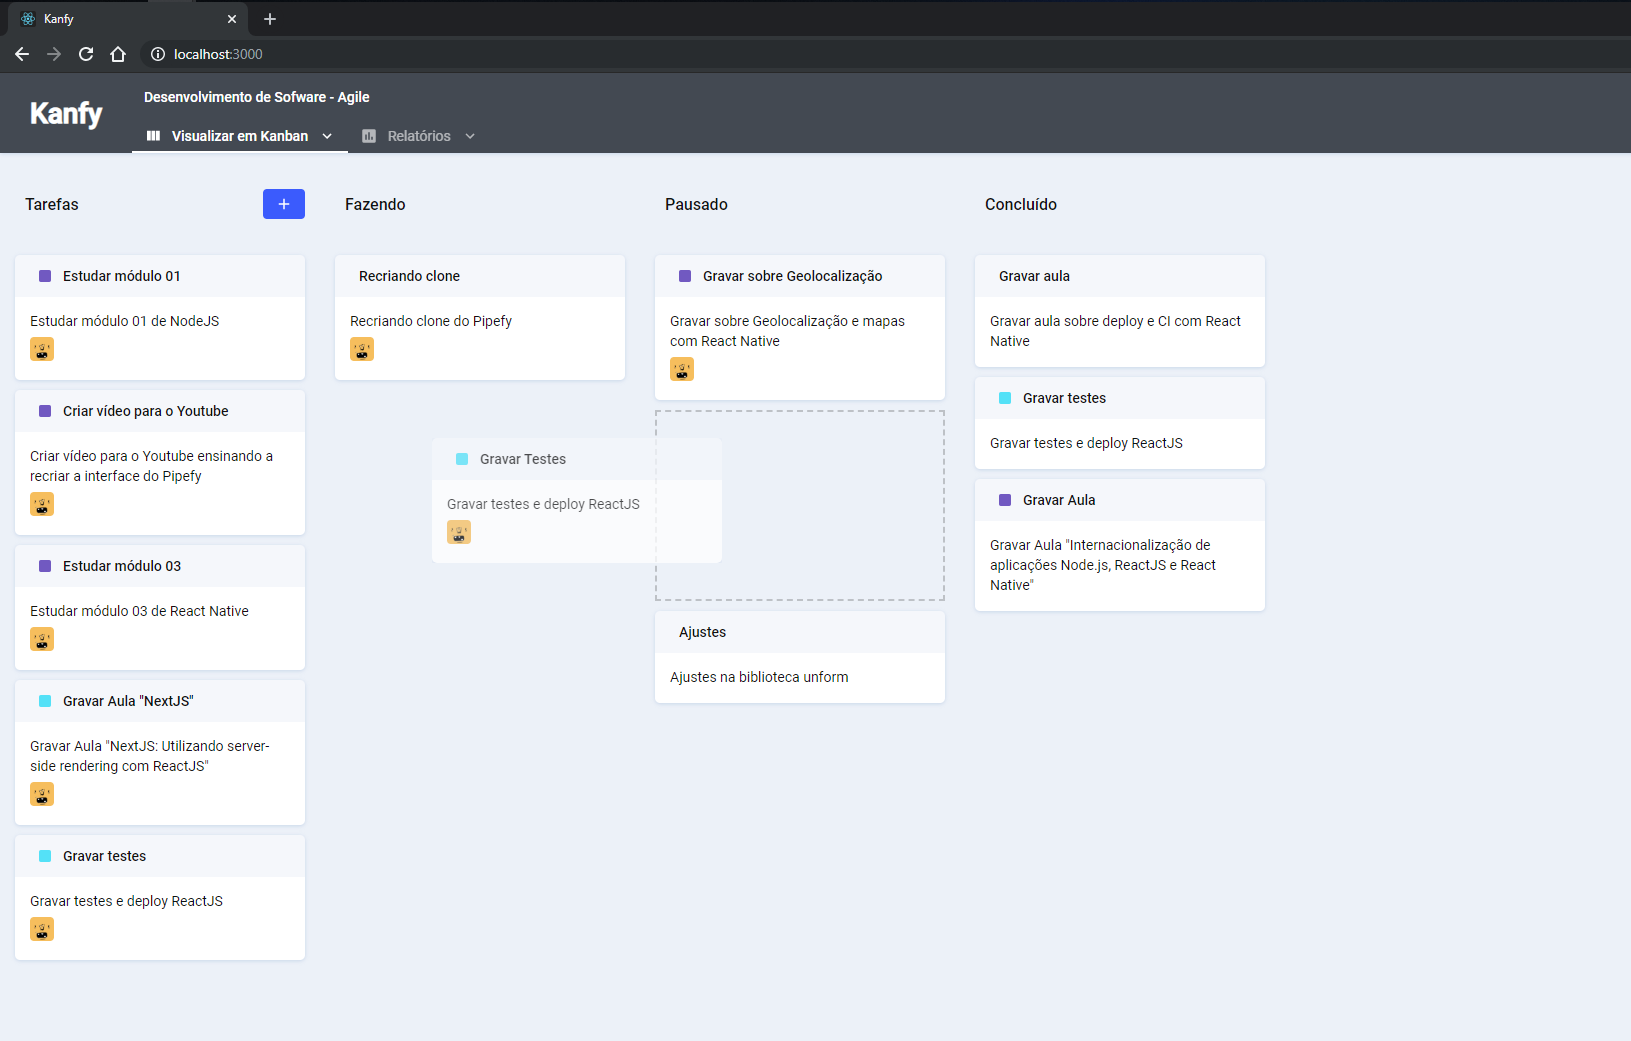 Kanfy
localhost:3000
Kanfy
Desenvolvimento de Sofware - Agile
Visualizar em Kanban
Relatórios
Tarefas
+
Estudar módulo 01
Estudar módulo 01 de NodeJS
Criar vídeo para o Youtube
Criar vídeo para o Youtube ensinando a
recriar a interface do Pipefy
Estudar módulo 03
Estudar módulo 03 de React Native
Gravar Aula "NextJS"
Gravar Aula "NextJS: Utilizando server-
side rendering com ReactJS"
Gravar testes
Gravar testes e deploy ReactJS
Fazendo
Recriando clone
Recriando clone do Pipefy
Gravar Testes
Gravar testes e deploy ReactJS
Pausado
Gravar sobre Geolocalização
Gravar sobre Geolocalização e mapas
com React Native
Ajustes
Ajustes na biblioteca unform
Concluído
Gravar aula
Gravar aula sobre deploy e CI com React
Native
Gravar testes
Gravar testes e deploy ReactJS
Gravar Aula
Gravar Aula "Internacionalização de
aplicações Node.js, ReactJS e React
Native"